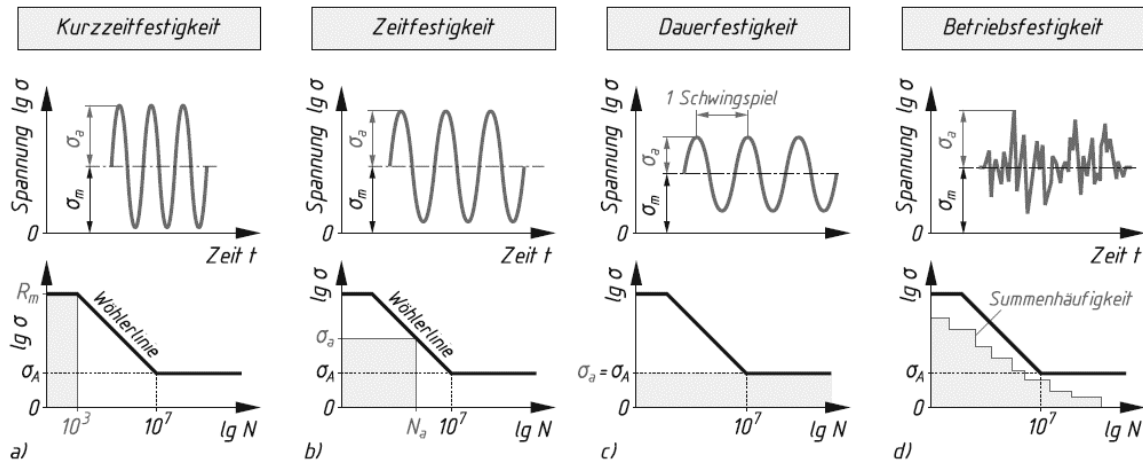 Kurzzeitfestigkeit
Zeitfestigkeit
Dauerfestigkeit
Betriebsfestigkeit
Spannung lg σ
σa
σm
0
Zeit t
Spannung lg σ
σa
σm
0
Zeit t
Spannung lg σ
1 Schwingspiel
σa
σm
0
Zeit t
Spannung lg σ
σa
σm
0
Zeit t
lg σ
Rm
σA
0
Wöhlerlinie
10³
10⁷
lg N
a)
lg σ
σa
σA
0
Wöhlerlinie
Na
10⁷
lg N
b)
lg σ
σa = σA
0
10⁷
lg N
c)
lg σ
Summenhäufigkeit
σA
0
10⁷
lg N
d)